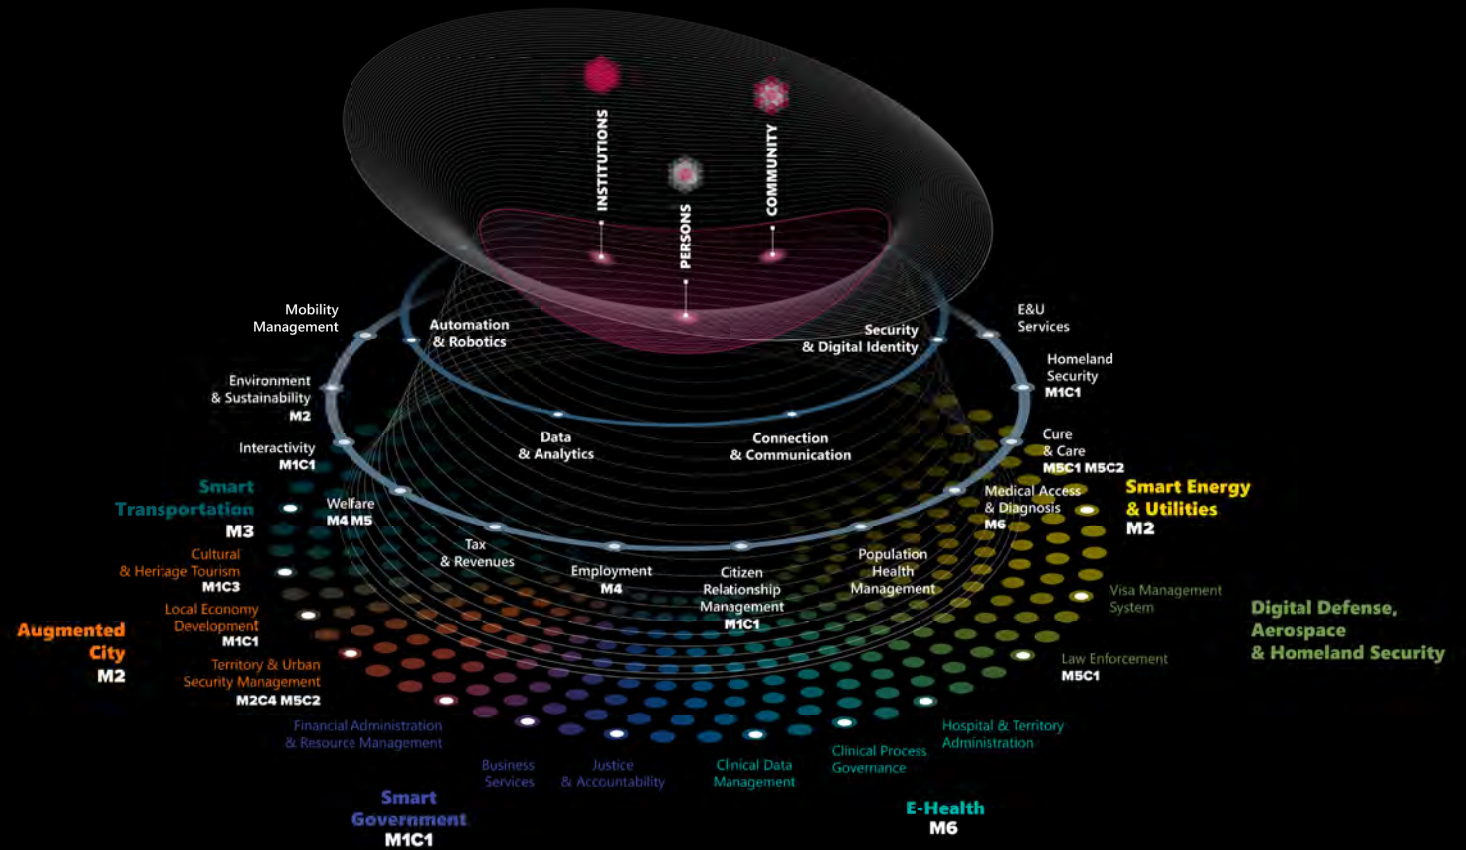 INSTITUTIONS
COMMUNITY
PERSONS
Mobility
Management
Automation
& Robotics
Security
& Digital Identity
E&U
Services
Environment
& Sustainability
M2
Homeland
Security
M1C1
Interactivity
M1C1
Data
& Analytics
Connection
& Communication
Cure
& Care
M5C1 M5C2
Smart
Transportation
M3
Welfare
M4 M5
Medical Access
& Diagnosis
M6
Smart Energy
& Utilities
M2
Tax
& Revenues
Employment
M4
Citizen
Relationship
Management
M1C1
Population
Health
Management
Cultural
& Heritage Tourism
M1C3
Local Economy
Development
M1C1
Augmented
City
M2
Territory & Urban
Security Management
M2C4 M5C2
Visa Management
System
Digital Defense,
Aerospace
& Homeland Security
Law Enforcement
M5C1
Financial Administration
& Resource Management
Business
Services
Justice
& Accountability
Clinical Data
Management
Clinical Process
Governance
Hospital & Territory
Administration
Smart
Government
M1C1
E-Health
M6